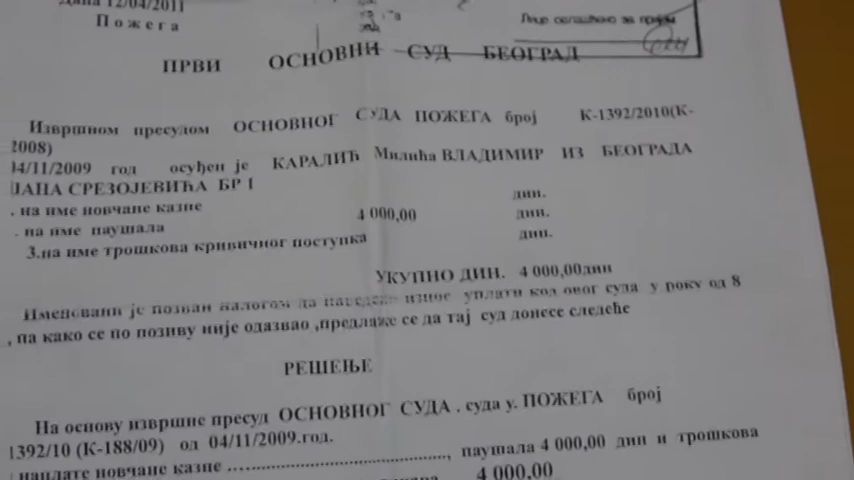 Дана 12/04/2011
Пожега
Лице овлашћено за пријем
ПРВИ ОСНОВНИ СУД БЕОГРАД
Извршном пресудом ОСНОВНОГ СУДА ПОЖЕГА број К-1392/2010(К-
2008)
04/11/2009 год осуђен је КАРАЛИЋ Милића ВЛАДИМИР ИЗ БЕОГРАДА
ЈАНА СРЕЗОЈЕВИЋА БР 1
. на име новчане казне дин.
. на име паушала 4 000,00 дин.
3.на име трошкова кривичног поступка дин.
УКУПНО ДИН. 4 000,00дин
Именовани је позван налогом да наведени износ уплати код овог суда у року од 8
, па како се по позиву није одазвао ,предлаже се да тај суд донесе следеће
РЕШЕЊЕ
На основу извршне пресуд ОСНОВНОГ СУДА . суда у. ПОЖЕГА број
1392/10 (К-188/09) од 04/11/2009.год.
наплате новчане казне ...................................., паушала 4 000,00 дин и трошкова
4 000,00